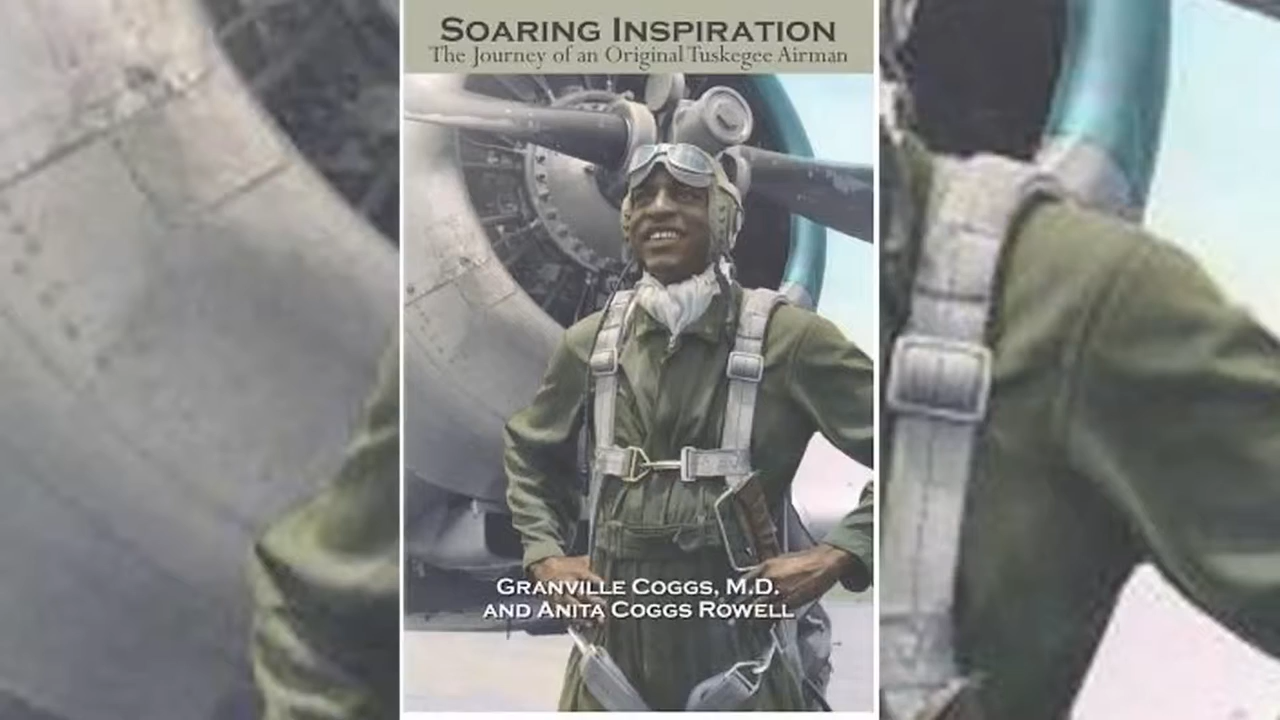 SOARING INSPIRATION
The Journey of an Original Tuskegee Airman
GRANVILLE COGGS, M.D.
AND ANITA COGGS ROWELL